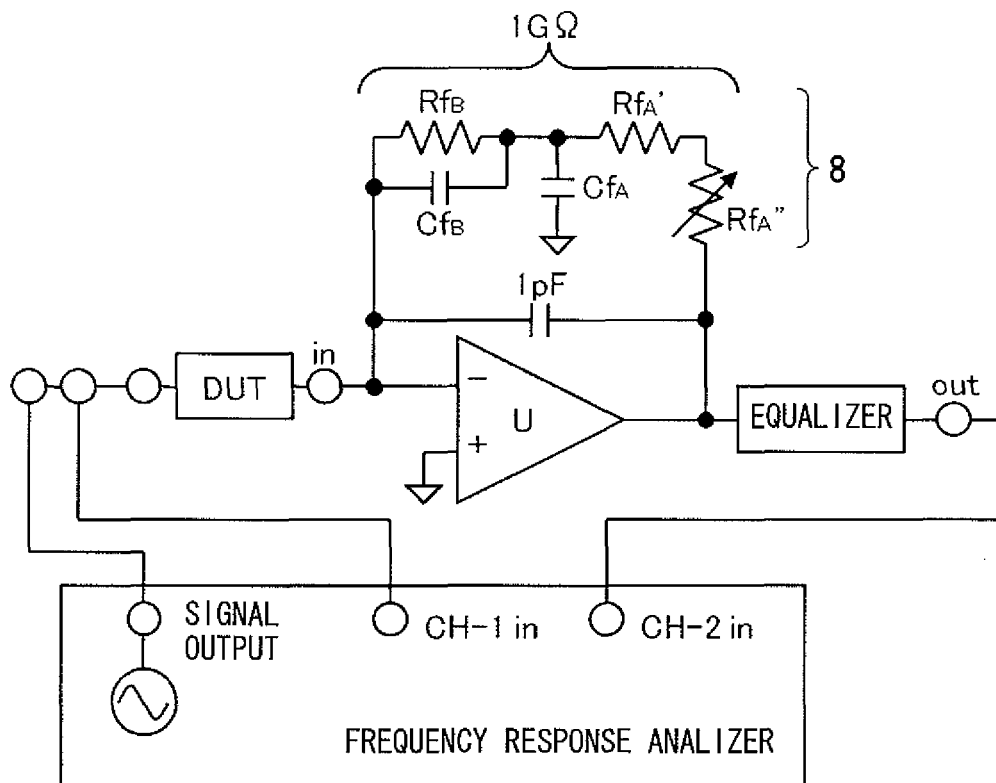 1GΩ
RfB
RfA'
CfB
CfA
RfA"
8
1pF
in
out
DUT
−
+
U
EQUALIZER
SIGNAL
OUTPUT
CH-1 in
CH-2 in
FREQUENCY RESPONSE ANALIZER